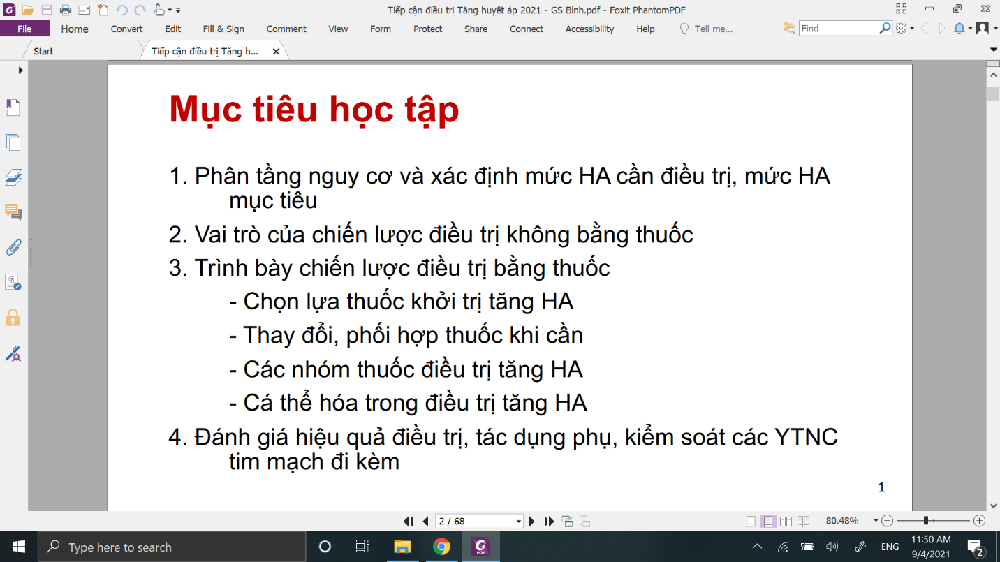 Tiếp cận điều trị Tăng huyết áp 2021 - GS Binh.pdf - Foxit PhantomPDF
File Home Convert Edit Fill & Sign Comment View Form Protect Share Connect Accessibility Help Tell me... Find
Start Tiếp cận điều trị Tăng h...
Mục tiêu học tập
1. Phân tầng nguy cơ và xác định mức HA cần điều trị, mức HA
mục tiêu
2. Vai trò của chiến lược điều trị không bằng thuốc
3. Trình bày chiến lược điều trị bằng thuốc
- Chọn lựa thuốc khởi trị tăng HA
- Thay đổi, phối hợp thuốc khi cần
- Các nhóm thuốc điều trị tăng HA
- Cá thể hóa trong điều trị tăng HA
4. Đánh giá hiệu quả điều trị, tác dụng phụ, kiểm soát các YTNC
tim mạch đi kèm
1
2 / 68 80.48%
Type here to search PDF ENG 11:50 AM
9/4/2021 2